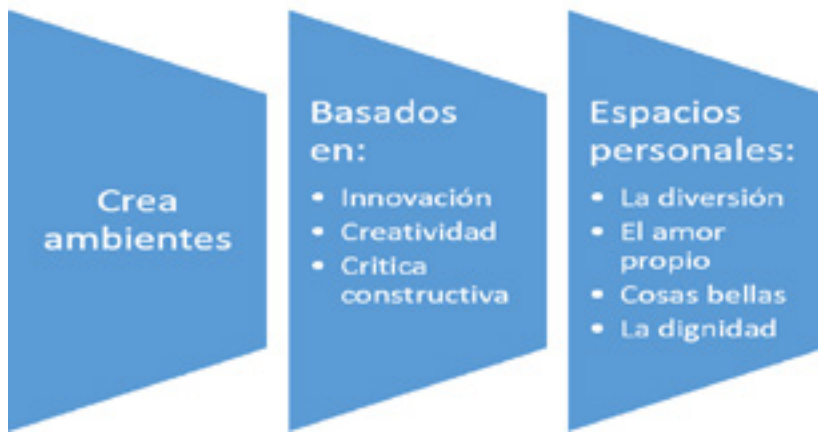 Crea
ambientes
Basados
en:
• Innovación
• Creatividad
• Critica
constructiva
Espacios
personales:
• La diversión
• El amor
propio
• Cosas bellas
• La dignidad